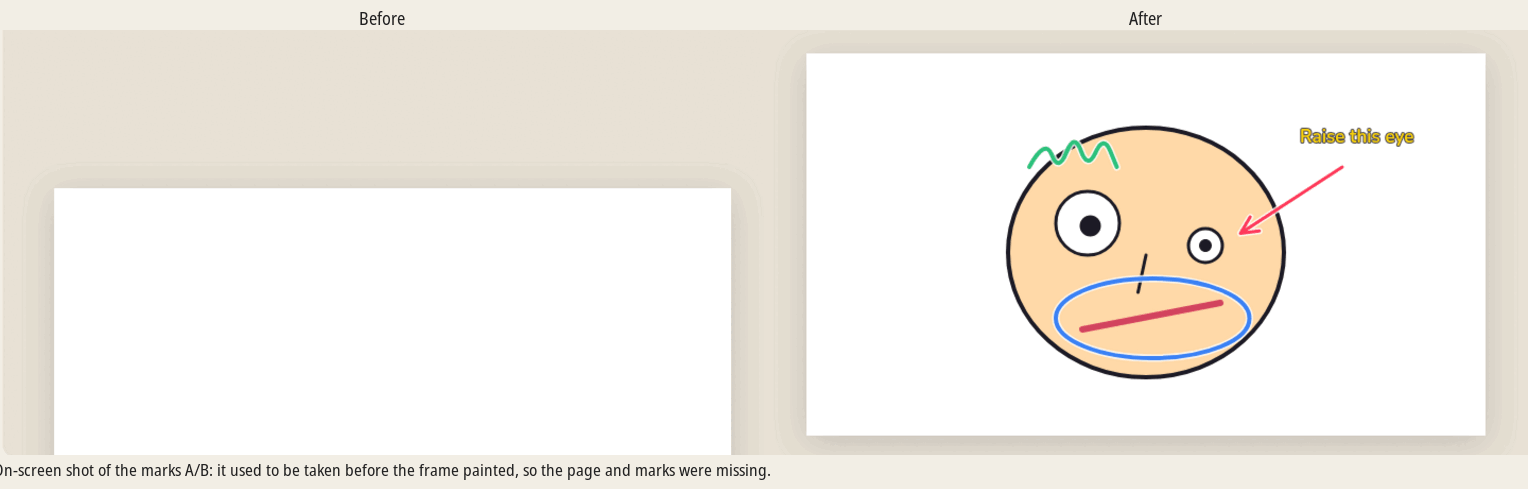 Before
After
Raise this eye
On-screen shot of the marks A/B: it used to be taken before the frame painted, so the page and marks were missing.